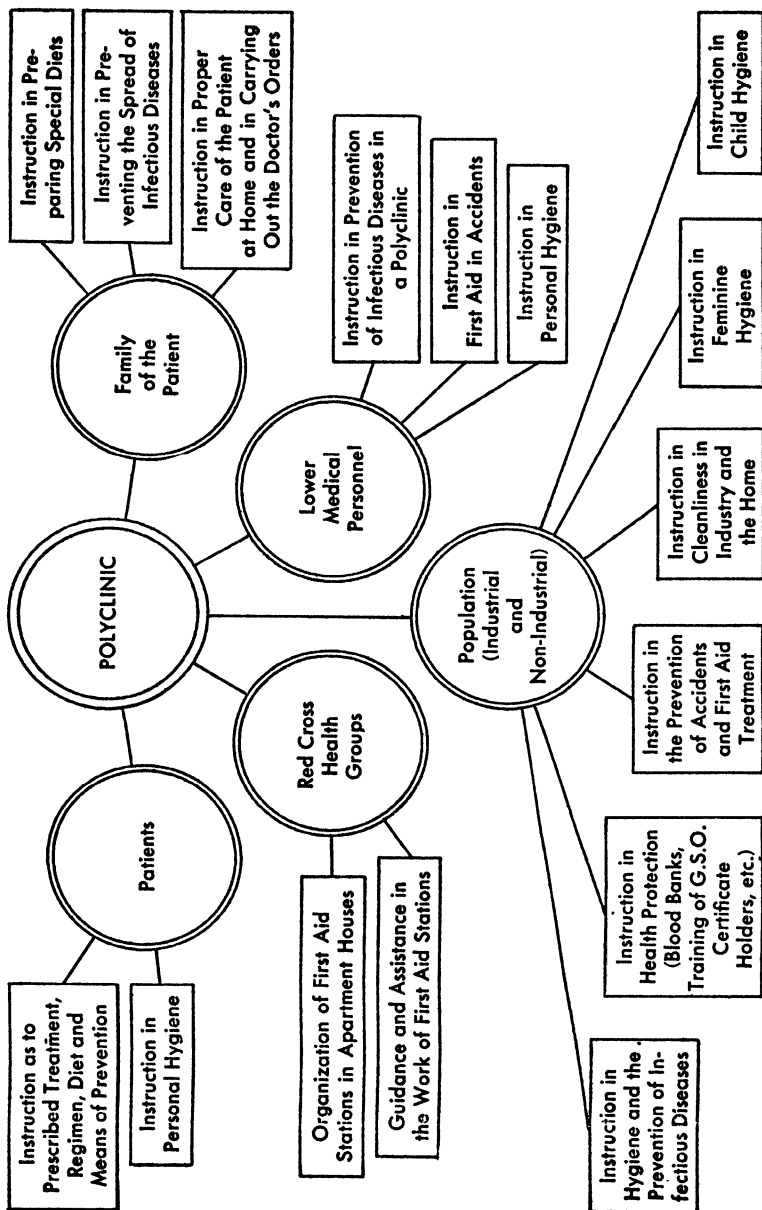 POLYCLINIC
Patients
Instruction as to
Prescribed Treatment,
Regimen, Diet and
Means of Prevention
Instruction in
Personal Hygiene
Red Cross
Health
Groups
Organization of First Aid
Stations in Apartment Houses
Guidance and Assistance in
the Work of First Aid Stations
Family
of the
Patient
Instruction in Pre-
paring Special Diets
Instruction in Pre-
venting the Spread of
Infectious Diseases
Instruction in Proper
Care of the Patient
at Home and in Carrying
Out the Doctor's Orders
Lower
Medical
Personnel
Instruction in Prevention
of Infectious Diseases in
a Polyclinic
Instruction in
First Aid in Accidents
Instruction in
Personal Hygiene
Population
(Industrial
and
Non-Industrial)
Instruction in
Hygiene and the
Prevention of In-
fectious Diseases
Instruction in
Health Protection
(Blood Banks,
Training of G.S.O.
Certificate
Holders, etc.)
Instruction in
the Prevention
of Accidents
and First Aid
Treatment
Instruction in
Cleanliness in
Industry and
the Home
Instruction in
Feminine
Hygiene
Instruction in
Child Hygiene